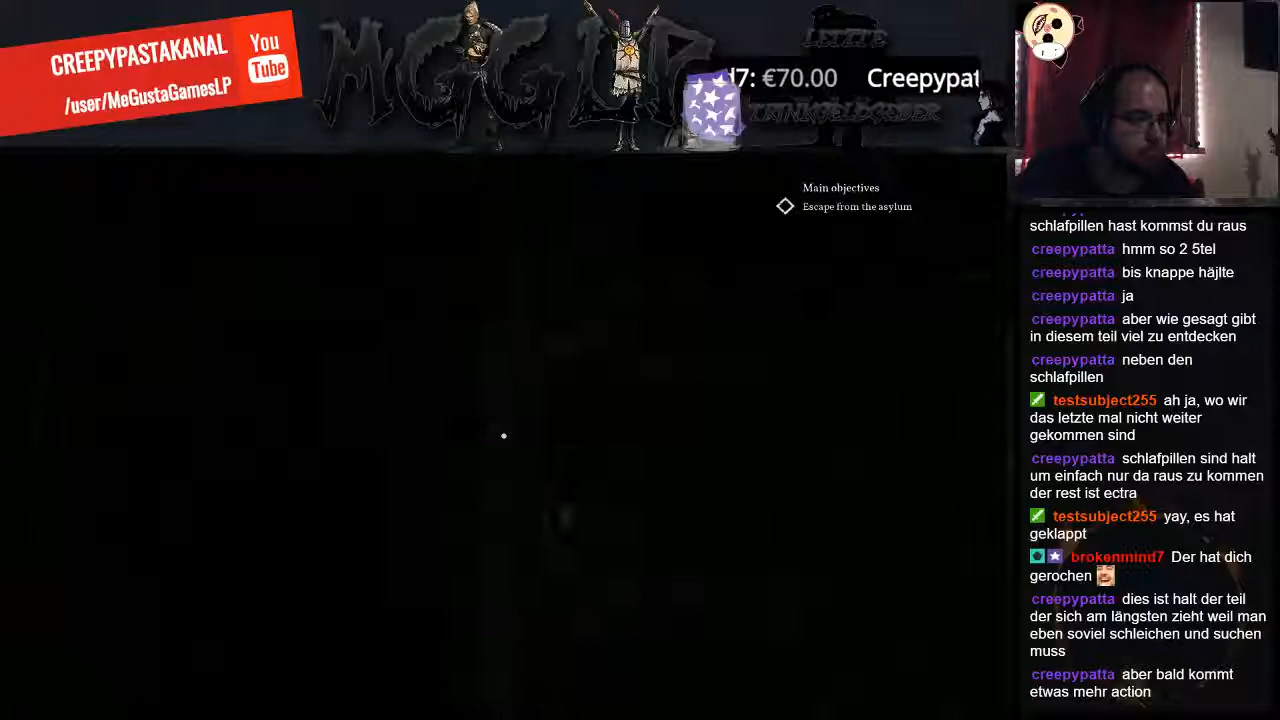 CREEPYPASTAKANAL
/user/MeGustaGamesLP
You
Tube
MGGLP
LETZTE
d7: €70.00 Creepypat
TRINKGELDGEBER
Main objectives
Escape from the asylum
schlafpillen hast kommst du raus
creepypatta hmm so 2 5tel
creepypatta bis knappe häjlte
creepypatta ja
creepypatta aber wie gesagt gibt
in diesem teil viel zu entdecken
creepypatta neben den
schlafpillen
testsubject255 ah ja, wo wir
das letzte mal nicht weiter
gekommen sind
creepypatta schlafpillen sind halt
um einfach nur da raus zu kommen
der rest ist ectra
testsubject255 yay, es hat
geklappt
brokenmind7 Der hat dich
gerochen
creepypatta dies ist halt der teil
der sich am längsten zieht weil man
eben soviel schleichen und suchen
muss
creepypatta aber bald kommt
etwas mehr action